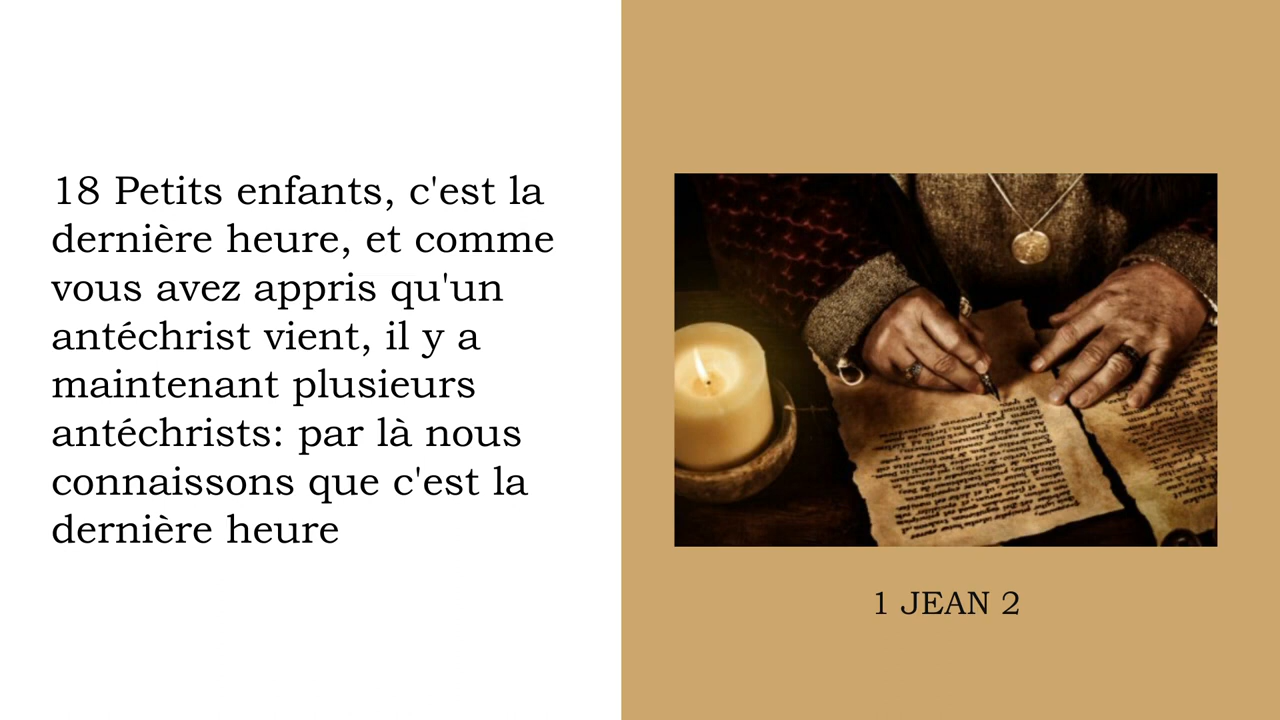 18 Petits enfants, c'est la
dernière heure, et comme
vous avez appris qu'un
antéchrist vient, il y a
maintenant plusieurs
antéchrists: par là nous
connaissons que c'est la
dernière heure
1 JEAN 2